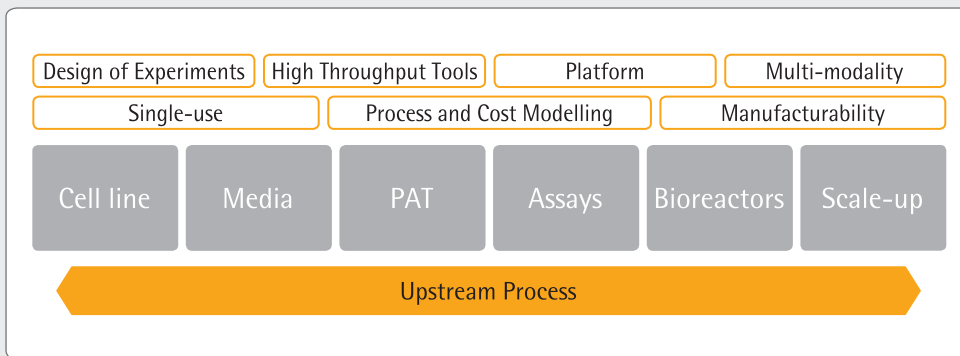 Design of Experiments High Throughput Tools Platform Multi-modality
Single-use Process and Cost Modelling Manufacturability
Cell line Media PAT Assays Bioreactors Scale-up
Upstream Process